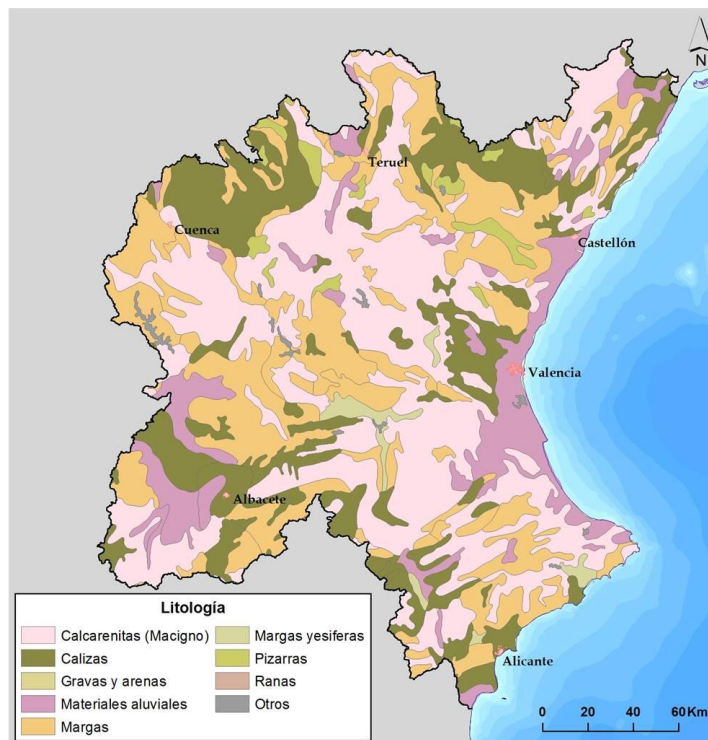 N
Teruel
Cuenca
Castellón
Valencia
Albacete
Alicante
Litología
Calcarenitas (Macigno)
Calizas
Gravas y arenas
Materiales aluviales
Margas
Margas yesiferas
Pizarras
Ranas
Otros
0 20 40 60 Km